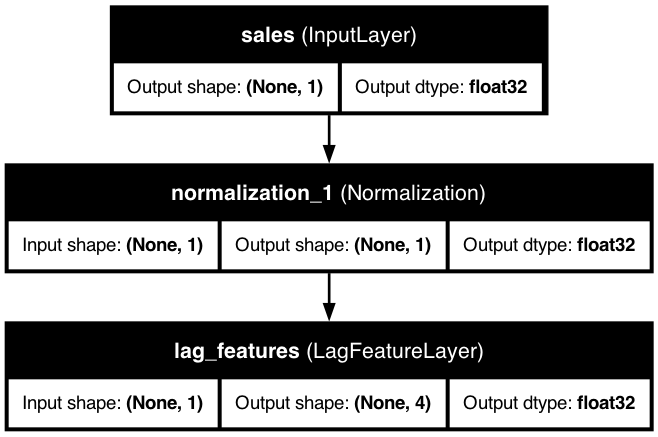 sales (InputLayer)
Output shape: (None, 1) Output dtype: float32
normalization_1 (Normalization)
Input shape: (None, 1) Output shape: (None, 1) Output dtype: float32
lag_features (LagFeatureLayer)
Input shape: (None, 1) Output shape: (None, 4) Output dtype: float32